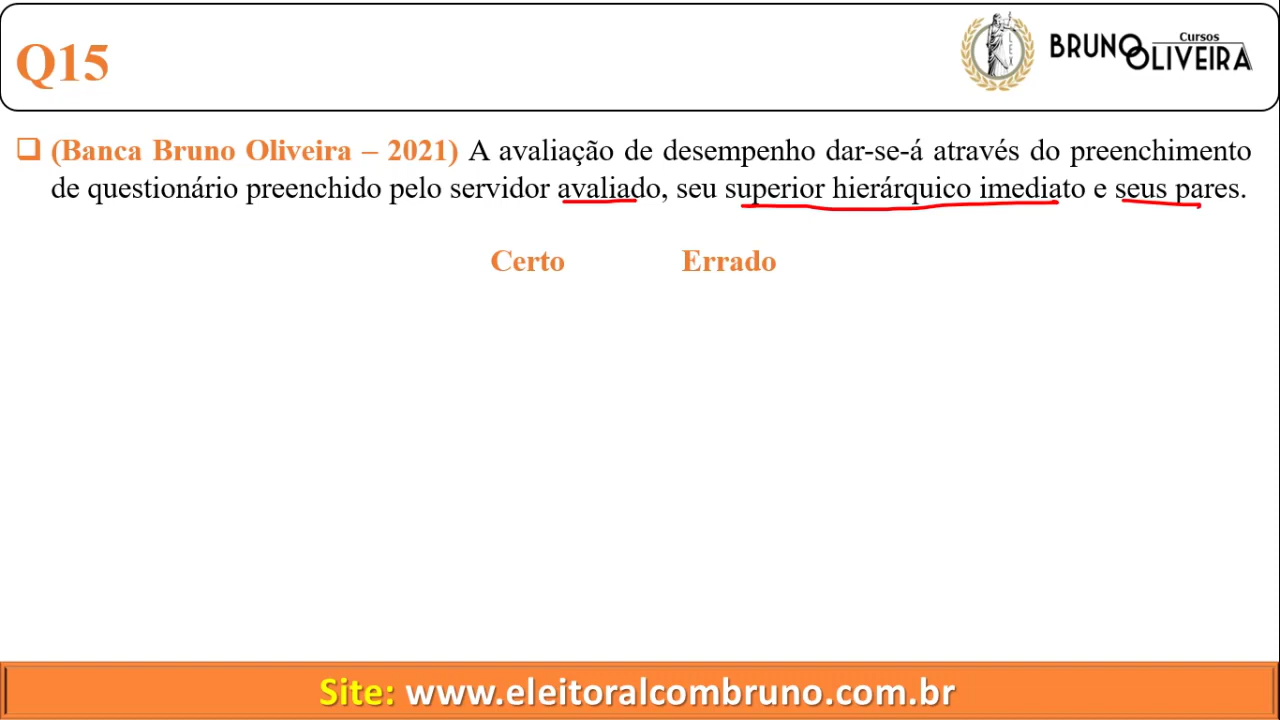 Q15
Cursos
BRUNO
OLIVEIRA
❑ (Banca Bruno Oliveira – 2021) A avaliação de desempenho dar-se-á através do preenchimento
de questionário preenchido pelo servidor avaliado, seu superior hierárquico imediato e seus pares.
Certo Errado
Site: www.eleitoralcombruno.com.br